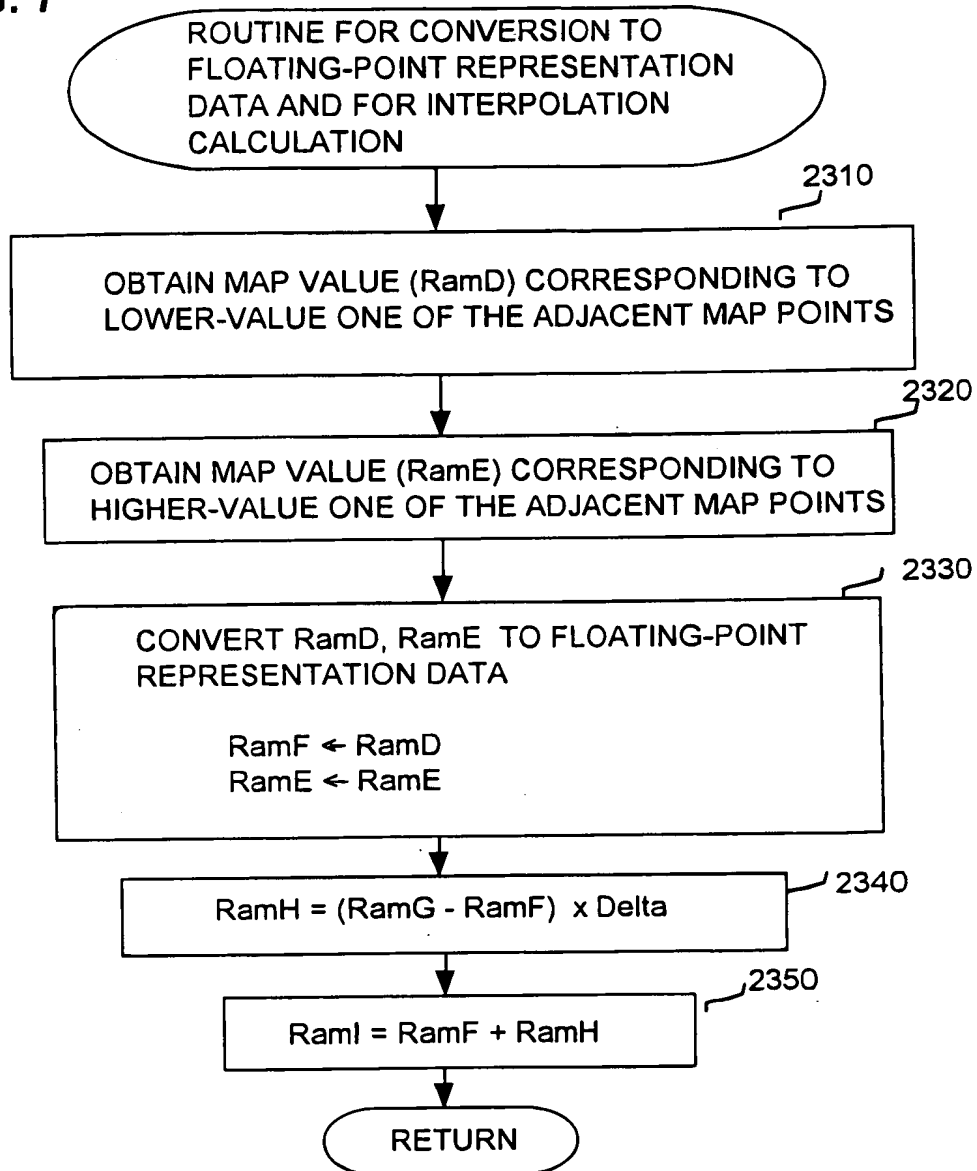 ROUTINE FOR CONVERSION TO
FLOATING-POINT REPRESENTATION
DATA AND FOR INTERPOLATION
CALCULATION
2310
OBTAIN MAP VALUE (RamD) CORRESPONDING TO
LOWER-VALUE ONE OF THE ADJACENT MAP POINTS
2320
OBTAIN MAP VALUE (RamE) CORRESPONDING TO
HIGHER-VALUE ONE OF THE ADJACENT MAP POINTS
2330
CONVERT RamD, RamE TO FLOATING-POINT
REPRESENTATION DATA
RamF ← RamD
RamE ← RamE
2340
RamH = (RamG - RamF) x Delta
2350
RamI = RamF + RamH
RETURN